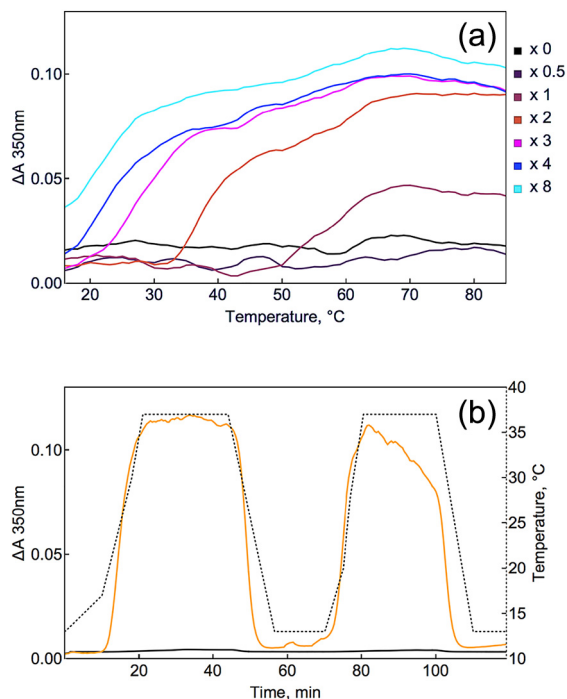 (a)
x 0
x 0.5
x 1
x 2
x 3
x 4
x 8
0.10
0.05
0.00
ΔA 350nm
20 30 40 50 60 70 80
Temperature, °C
(b)
0.10
0.05
0.00
ΔA 350nm
40
35
30
25
20
15
10
Temperature, °C
20 40 60 80 100
Time, min